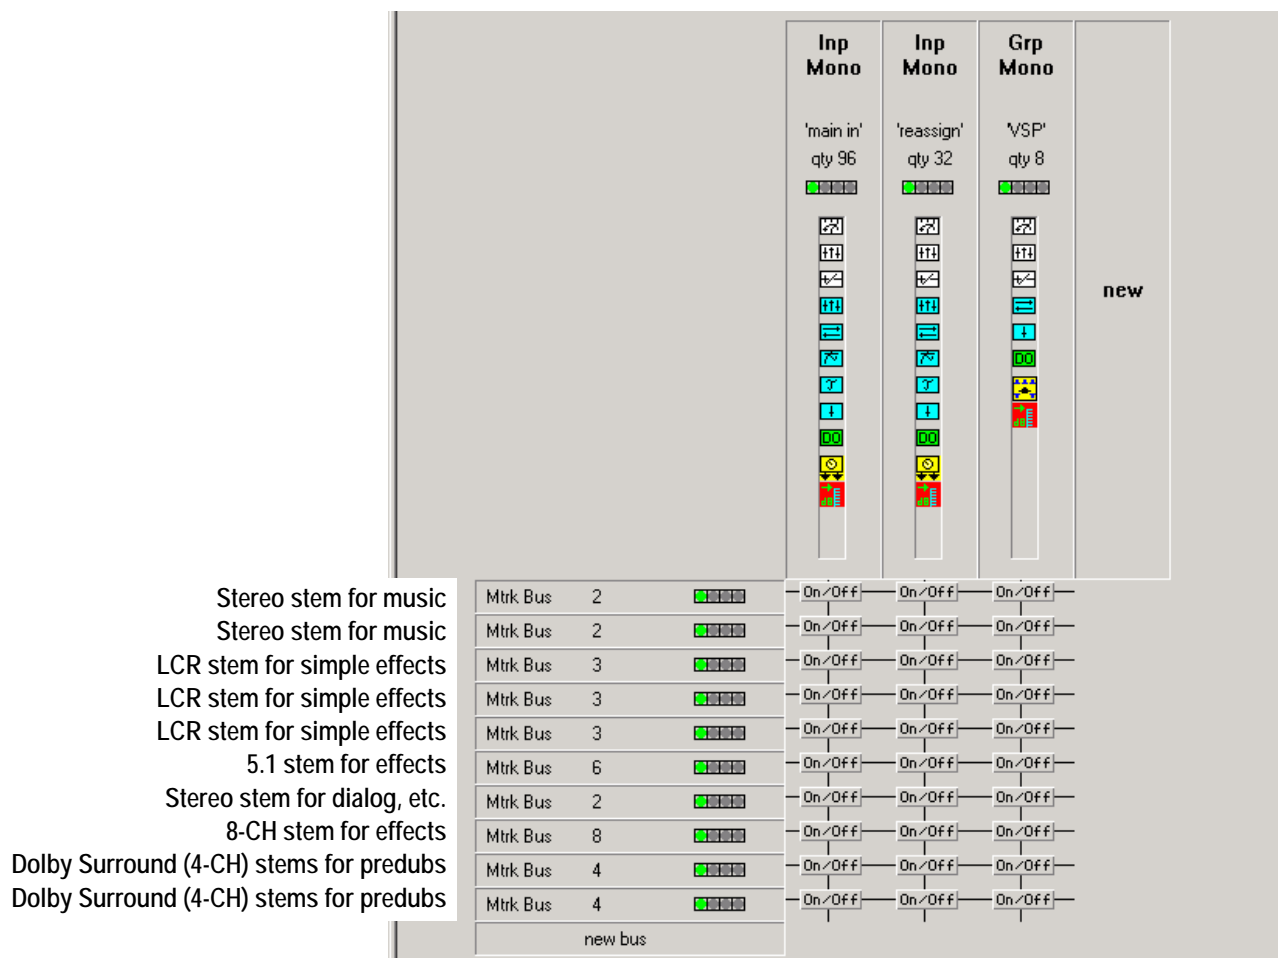 Inp Mono
Inp Mono
Grp Mono
'main in'
'reassign'
'VSP'
qty 96
qty 32
qty 8
new
DO
DO
DO
dB
dB
dB
Stereo stem for music Mtrk Bus 2 On/Off On/Off On/Off
Stereo stem for music Mtrk Bus 2 On/Off On/Off On/Off
LCR stem for simple effects Mtrk Bus 3 On/Off On/Off On/Off
LCR stem for simple effects Mtrk Bus 3 On/Off On/Off On/Off
LCR stem for simple effects Mtrk Bus 3 On/Off On/Off On/Off
5.1 stem for effects Mtrk Bus 6 On/Off On/Off On/Off
Stereo stem for dialog, etc. Mtrk Bus 2 On/Off On/Off On/Off
8-CH stem for effects Mtrk Bus 8 On/Off On/Off On/Off
Dolby Surround (4-CH) stems for predubs Mtrk Bus 4 On/Off On/Off On/Off
Dolby Surround (4-CH) stems for predubs Mtrk Bus 4 On/Off On/Off On/Off
new bus